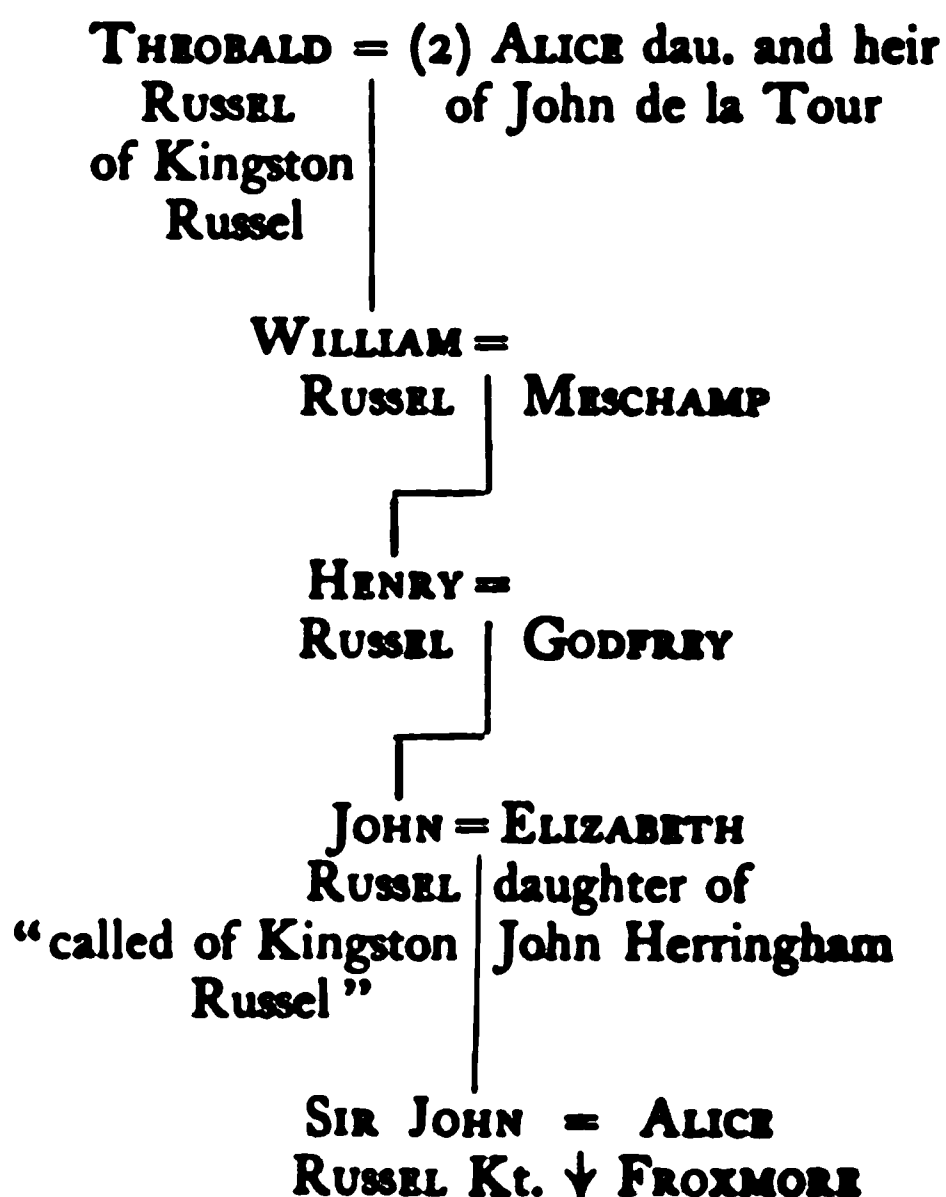 THEOBALD = (2) ALICE dau. and heir
RUSSEL of John de la Tour
of Kingston
Russel
WILLIAM =
RUSSEL MESCHAMP
HENRY =
RUSSEL GODFREY
JOHN = ELIZABETH
RUSSEL daughter of
“called of Kingston John Herringham
Russel”
SIR JOHN = ALICE
RUSSEL Kt. FROXMORE